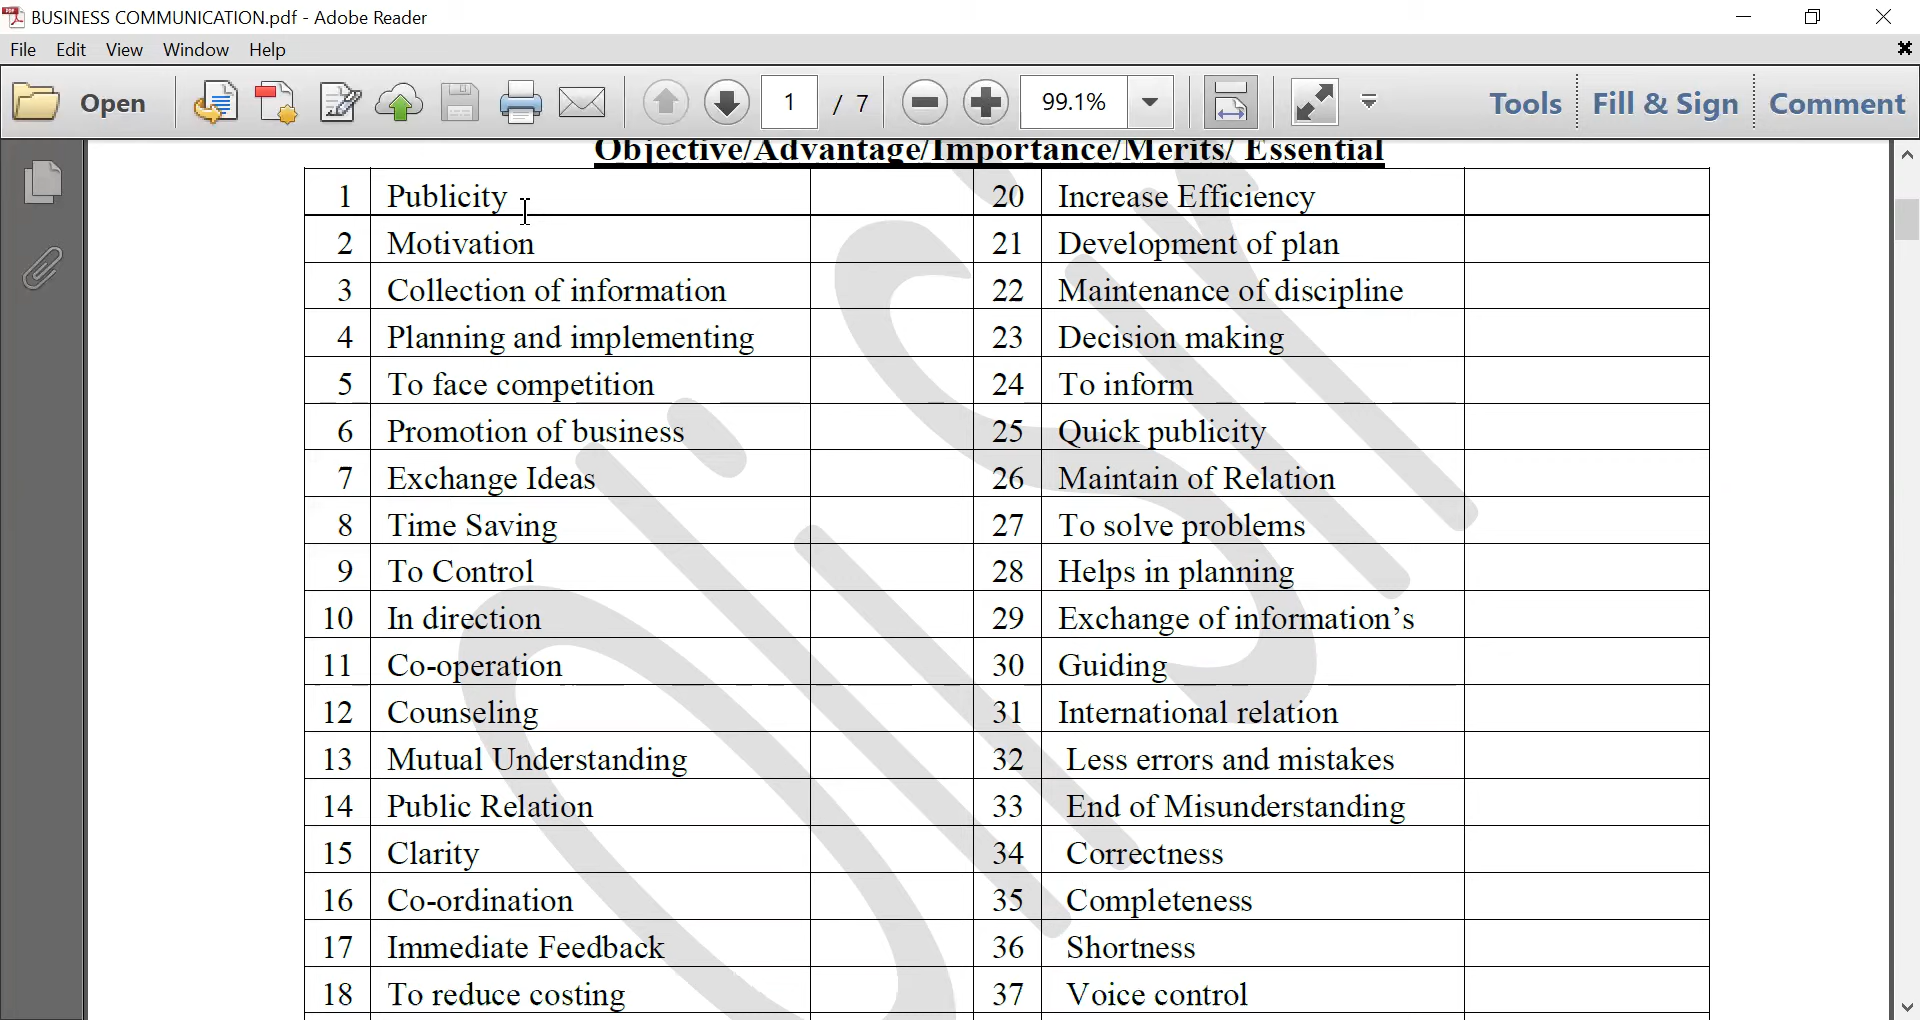 BUSINESS COMMUNICATION.pdf - Adobe Reader
File Edit View Window Help
Open 1 / 7 99.1% Tools Fill & Sign Comment
Objective/Advantage/Importance/Merits/ Essential
1 Publicity 20 Increase Efficiency
2 Motivation 21 Development of plan
3 Collection of information 22 Maintenance of discipline
4 Planning and implementing 23 Decision making
5 To face competition 24 To inform
6 Promotion of business 25 Quick publicity
7 Exchange Ideas 26 Maintain of Relation
8 Time Saving 27 To solve problems
9 To Control 28 Helps in planning
10 In direction 29 Exchange of information’s
11 Co-operation 30 Guiding
12 Counseling 31 International relation
13 Mutual Understanding 32 Less errors and mistakes
14 Public Relation 33 End of Misunderstanding
15 Clarity 34 Correctness
16 Co-ordination 35 Completeness
17 Immediate Feedback 36 Shortness
18 To reduce costing 37 Voice control